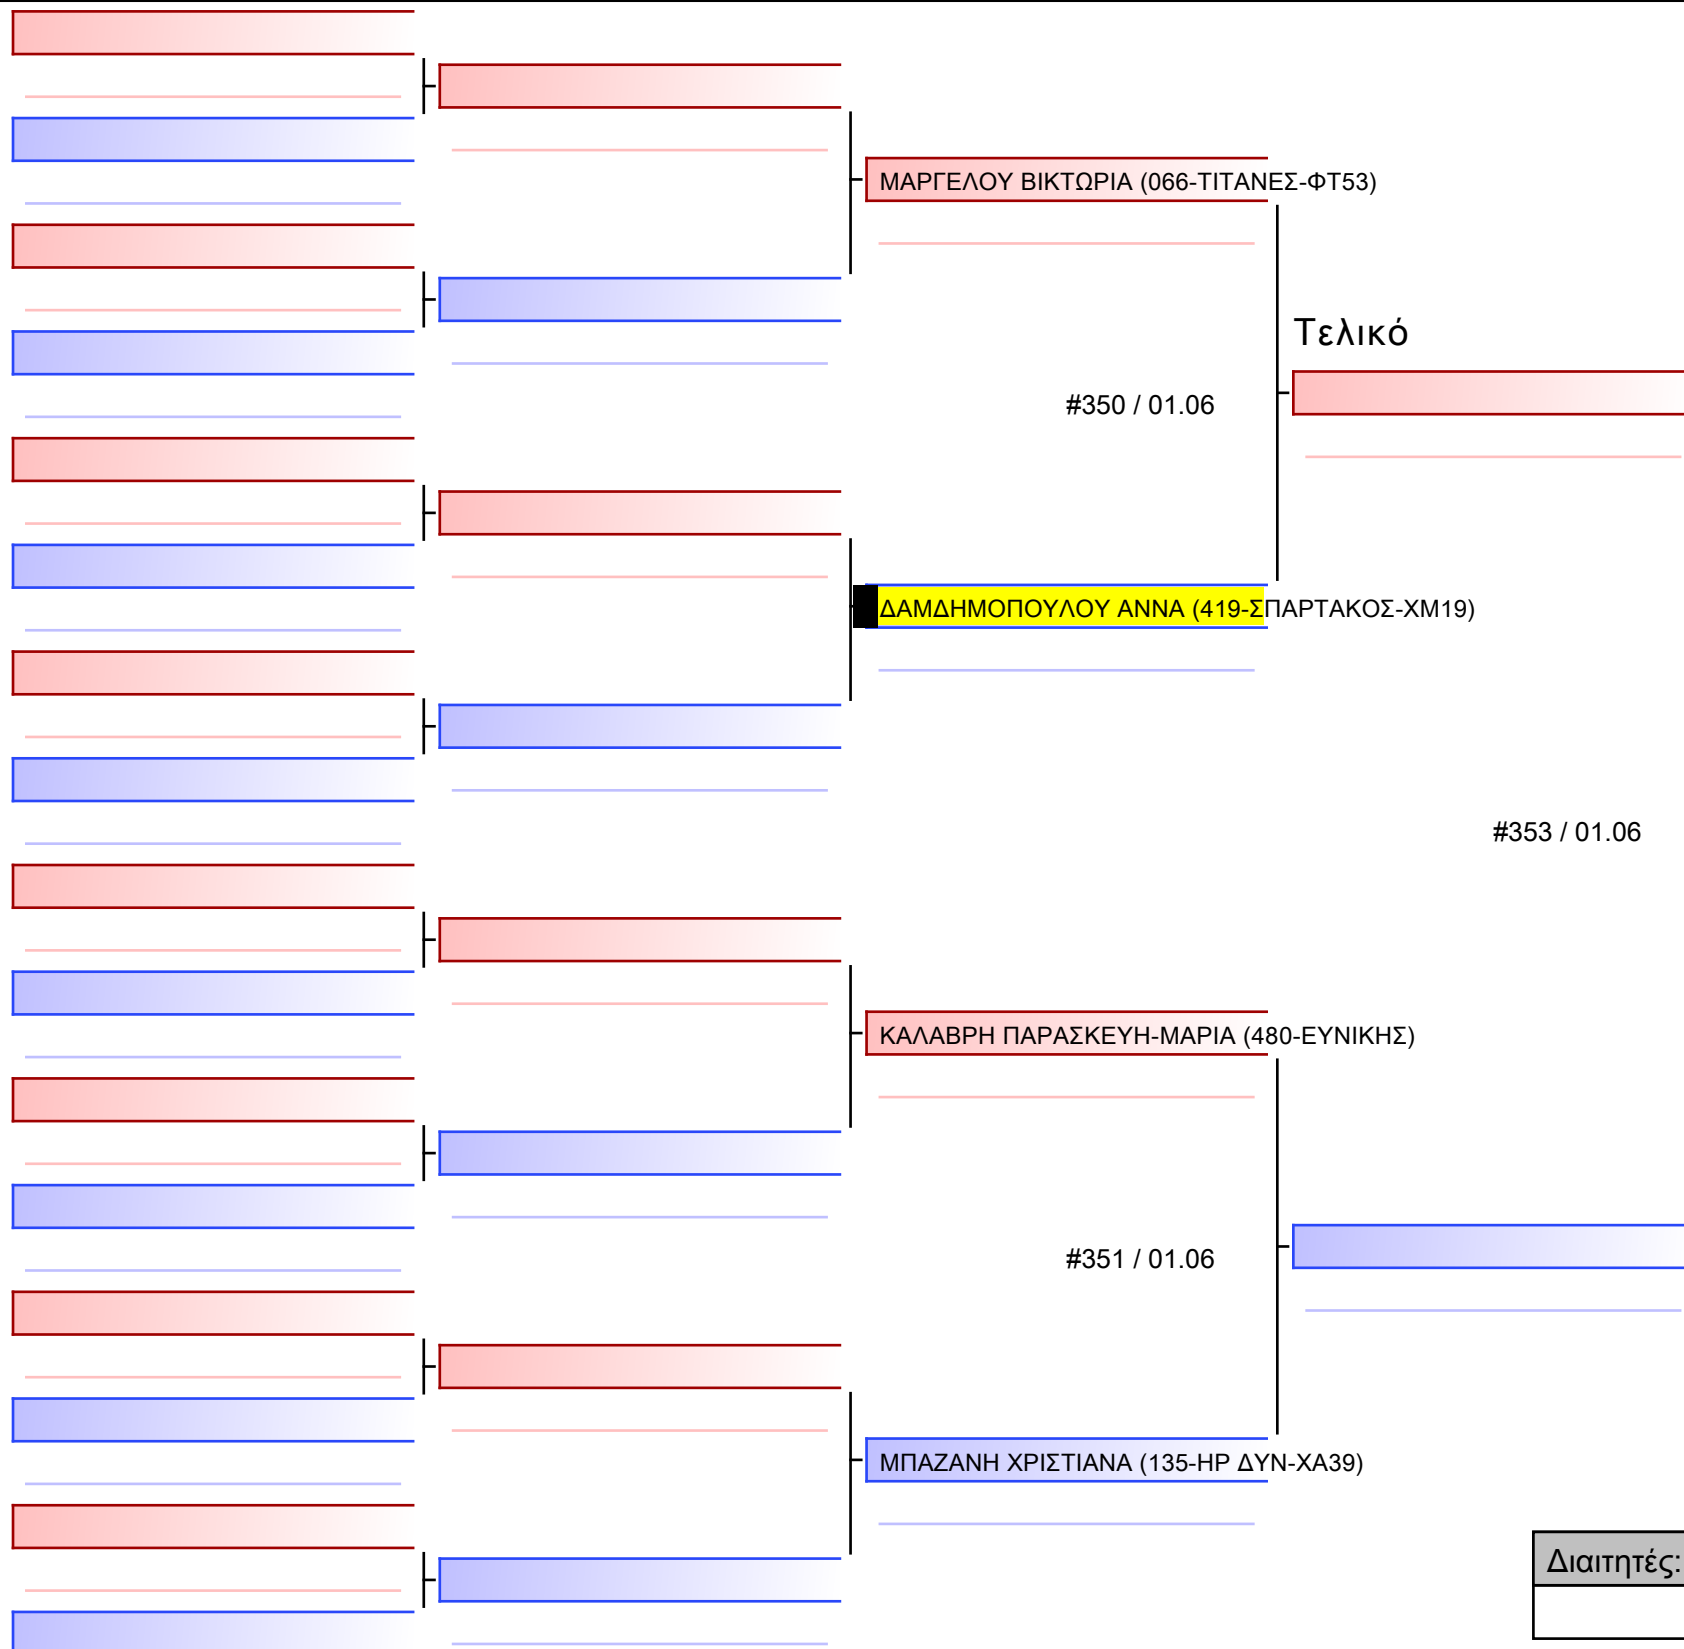 ΜΑΡΓΕΛΟΥ ΒΙΚΤΩΡΙΑ (066-ΤΙΤΑΝΕΣ-ΦΤ53)
Τελικό
#350 / 01.06
ΔΑΜΔΗΜΟΠΟΥΛΟΥ ΑΝΝΑ (419-ΣΠΑΡΤΑΚΟΣ-ΧΜ19)
#353 / 01.06
ΚΑΛΑΒΡΗ ΠΑΡΑΣΚΕΥΗ-ΜΑΡΙΑ (480-ΕΥΝΙΚΗΣ)
#351 / 01.06
ΜΠΑΖΑΝΗ ΧΡΙΣΤΙΑΝΑ (135-ΗΡ ΔΥΝ-ΧΑ39)
Διαιτητές: